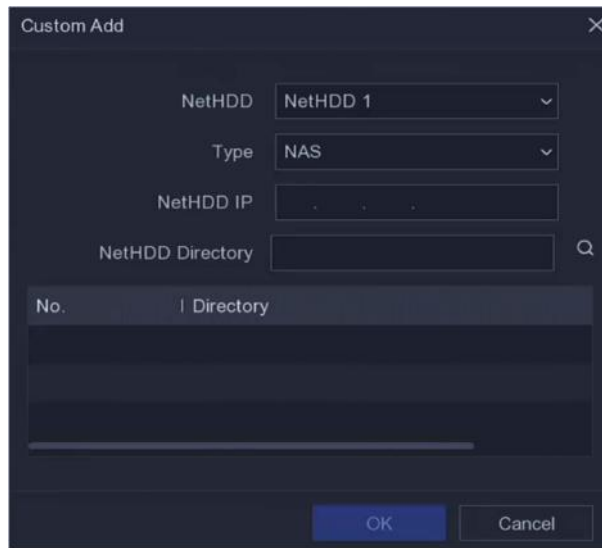 Custom Add
NetHDD NetHDD 1
Type NAS
NetHDD IP . . .
NetHDD Directory
No. Directory
OK Cancel